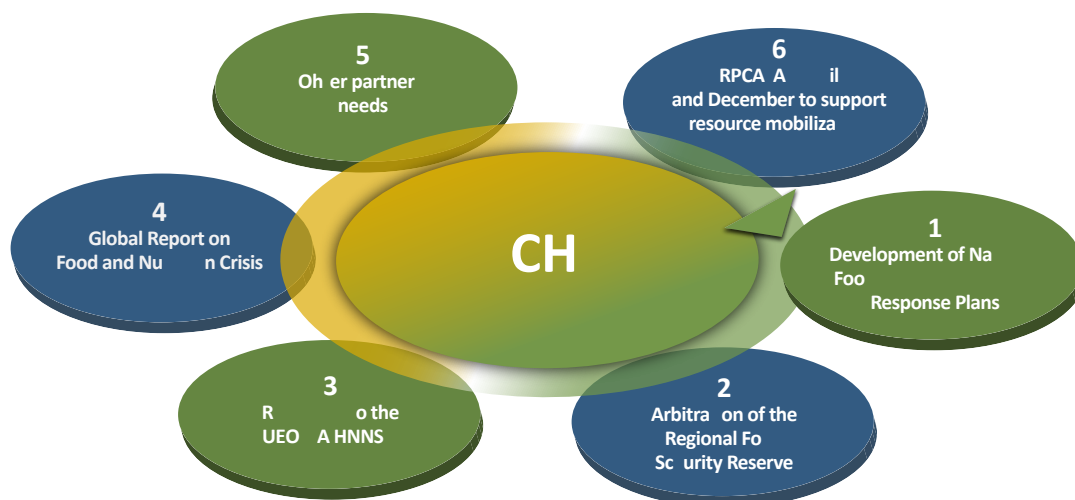 5
Oh er partner
needs
6
RPCA A il
and December to support
resource mobiliza
4
Global Report on
Food and Nu n Crisis
CH
1
Development of Na
Foo
Response Plans
3
R o the
UEO A HNNS
2
Arbitra on of the
Regional Fo
Sc urity Reserve